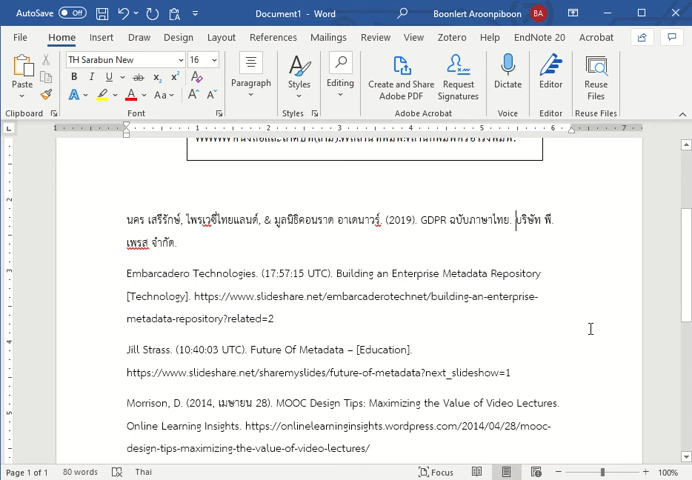 AutoSave Off Document1 - Word Boonlert Aroonpiboon BA
File Home Insert Draw Design Layout References Mailings Review View Zotero Help EndNote 20 Acrobat
TH Sarabun New 16
Paste Paragraph Styles Editing Create and Share Adobe PDF Request Signatures Dictate Editor Reuse Files
Clipboard Font Styles Adobe Acrobat Voice Editor Reuse Files
นคร เสรีรักษ์, ไพรเวซี่ไทยแลนด์, & มูลนิธิคอนราด อาเดนาวร์. (2019). GDPR ฉบับภาษาไทย. บริษัท พี.
เพรส จำกัด.
Embarcadero Technologies. (17:57:15 UTC). Building an Enterprise Metadata Repository
[Technology]. https://www.slideshare.net/embarcaderotechnet/building-an-enterprise-
metadata-repository?related=2
Jill Strass. (10:40:03 UTC). Future Of Metadata – [Education].
https://www.slideshare.net/sharemyslides/future-of-metadata?next_slideshow=1
Morrison, D. (2014, เมษายน 28). MOOC Design Tips: Maximizing the Value of Video Lectures.
Online Learning Insights. https://onlinelearninginsights.wordpress.com/2014/04/28/mooc-
design-tips-maximizing-the-value-of-video-lectures/
Page 1 of 1 80 words Thai Focus 100%